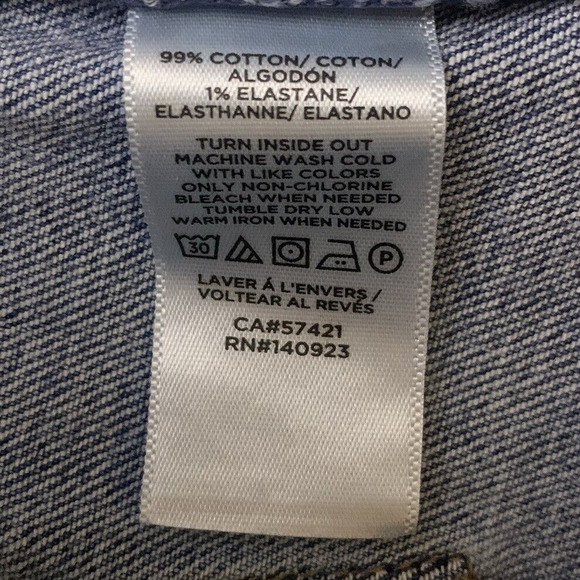 99% COTTON/ COTON/
ALGODÓN
1% ELASTANE/
ELASTHANNE/ ELASTANO
TURN INSIDE OUT
MACHINE WASH COLD
WITH LIKE COLORS
ONLY NON-CHLORINE
BLEACH WHEN NEEDED
TUMBLE DRY LOW
WARM IRON WHEN NEEDED
30 P
LAVER Á L'ENVERS /
VOLTEAR AL REVÉS
CA#57421
RN#140923